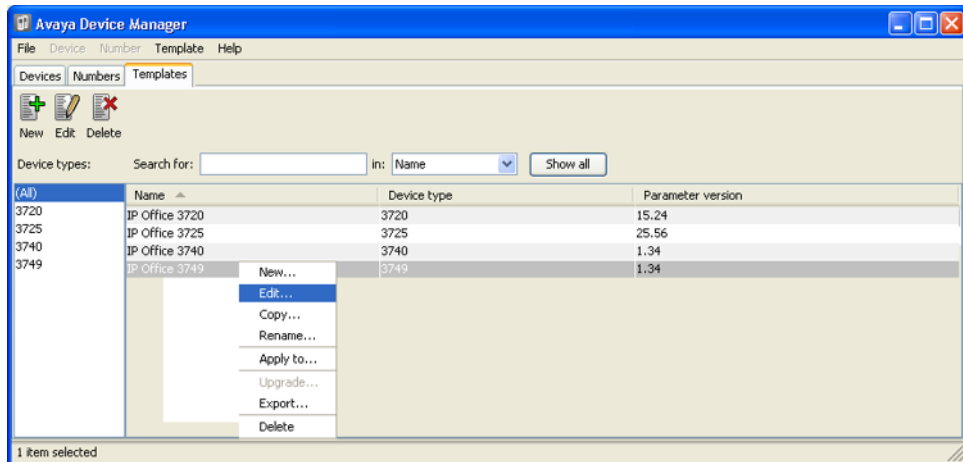 Avaya Device Manager
File Device Number Template Help
Devices Numbers Templates
New Edit Delete
Device types: Search for: in: Name Show all
(All) Name Device type Parameter version
3720 IP Office 3720 3720 15.24
3725 IP Office 3725 3725 25.56
3740 IP Office 3740 3740 1.34
3749 IP Office 3749 3749 1.34
New...
Edit...
Copy...
Rename...
Apply to...
Upgrade...
Export...
Delete
1 item selected